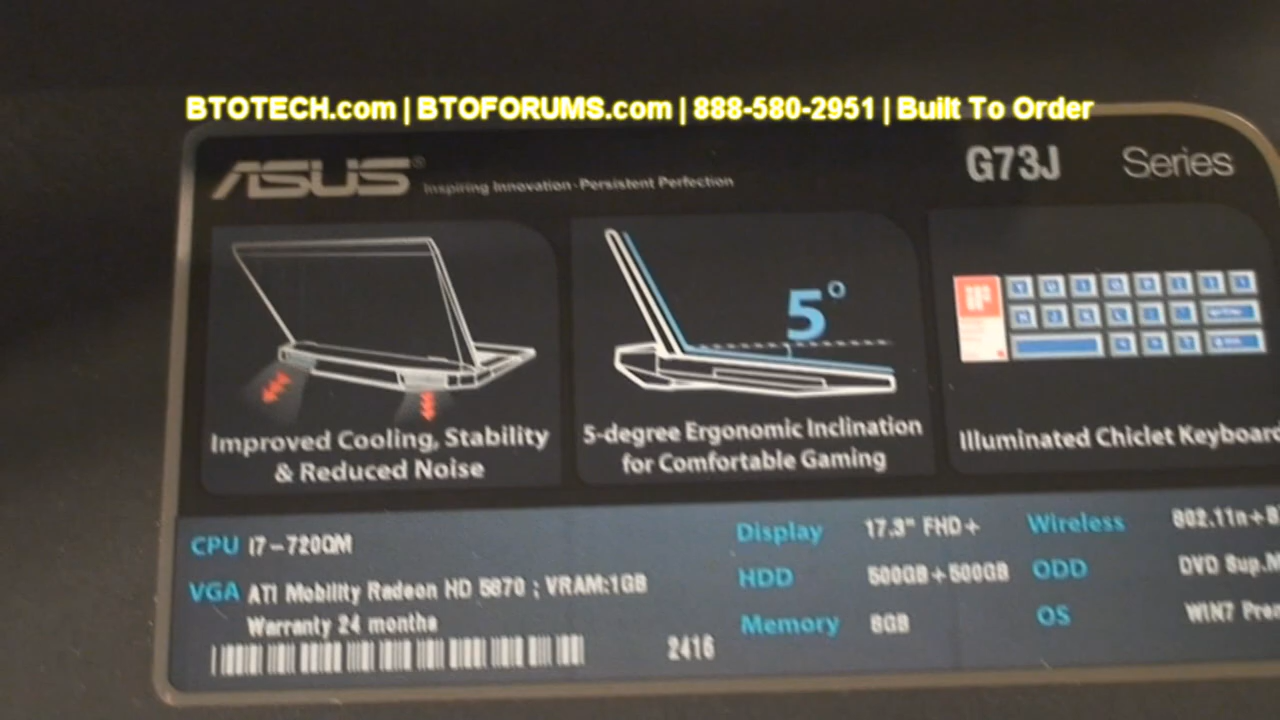 BTOTECH.com | BTOFORUMS.com | 888-580-2951 | Built To Order
ASUS® Inspiring Innovation · Persistent Perfection
G73J Series
5°
Improved Cooling, Stability
& Reduced Noise
5-degree Ergonomic Inclination
for Comfortable Gaming
Illuminated Chiclet Keyboard
CPU I7-720QM
VGA ATI Mobility Radeon HD 5870 ; VRAM:1GB
Warranty 24 months
2416
Display 17.3" FHD+
HDD 500GB+500GB
Memory 8GB
Wireless 802.11n+B
ODD DVD Sup.M
OS WIN7 Prem